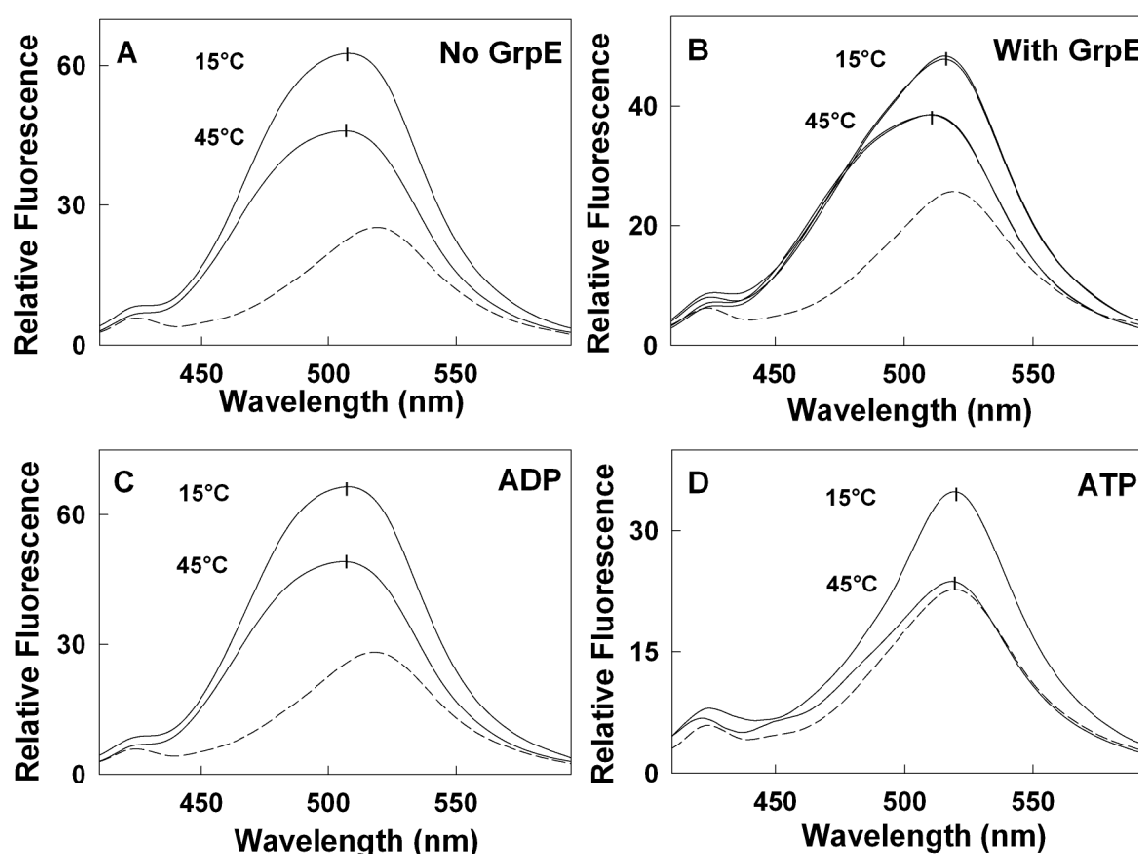 A
No GrpE
15°C
45°C
60
30
0
450
500
550
Relative Fluorescence
Wavelength (nm)
B
With GrpE
15°C
45°C
40
20
0
450
500
550
Relative Fluorescence
Wavelength (nm)
C
ADP
15°C
45°C
60
30
0
450
500
550
Relative Fluorescence
Wavelength (nm)
D
ATP
15°C
45°C
30
15
0
450
500
550
Relative Fluorescence
Wavelength (nm)